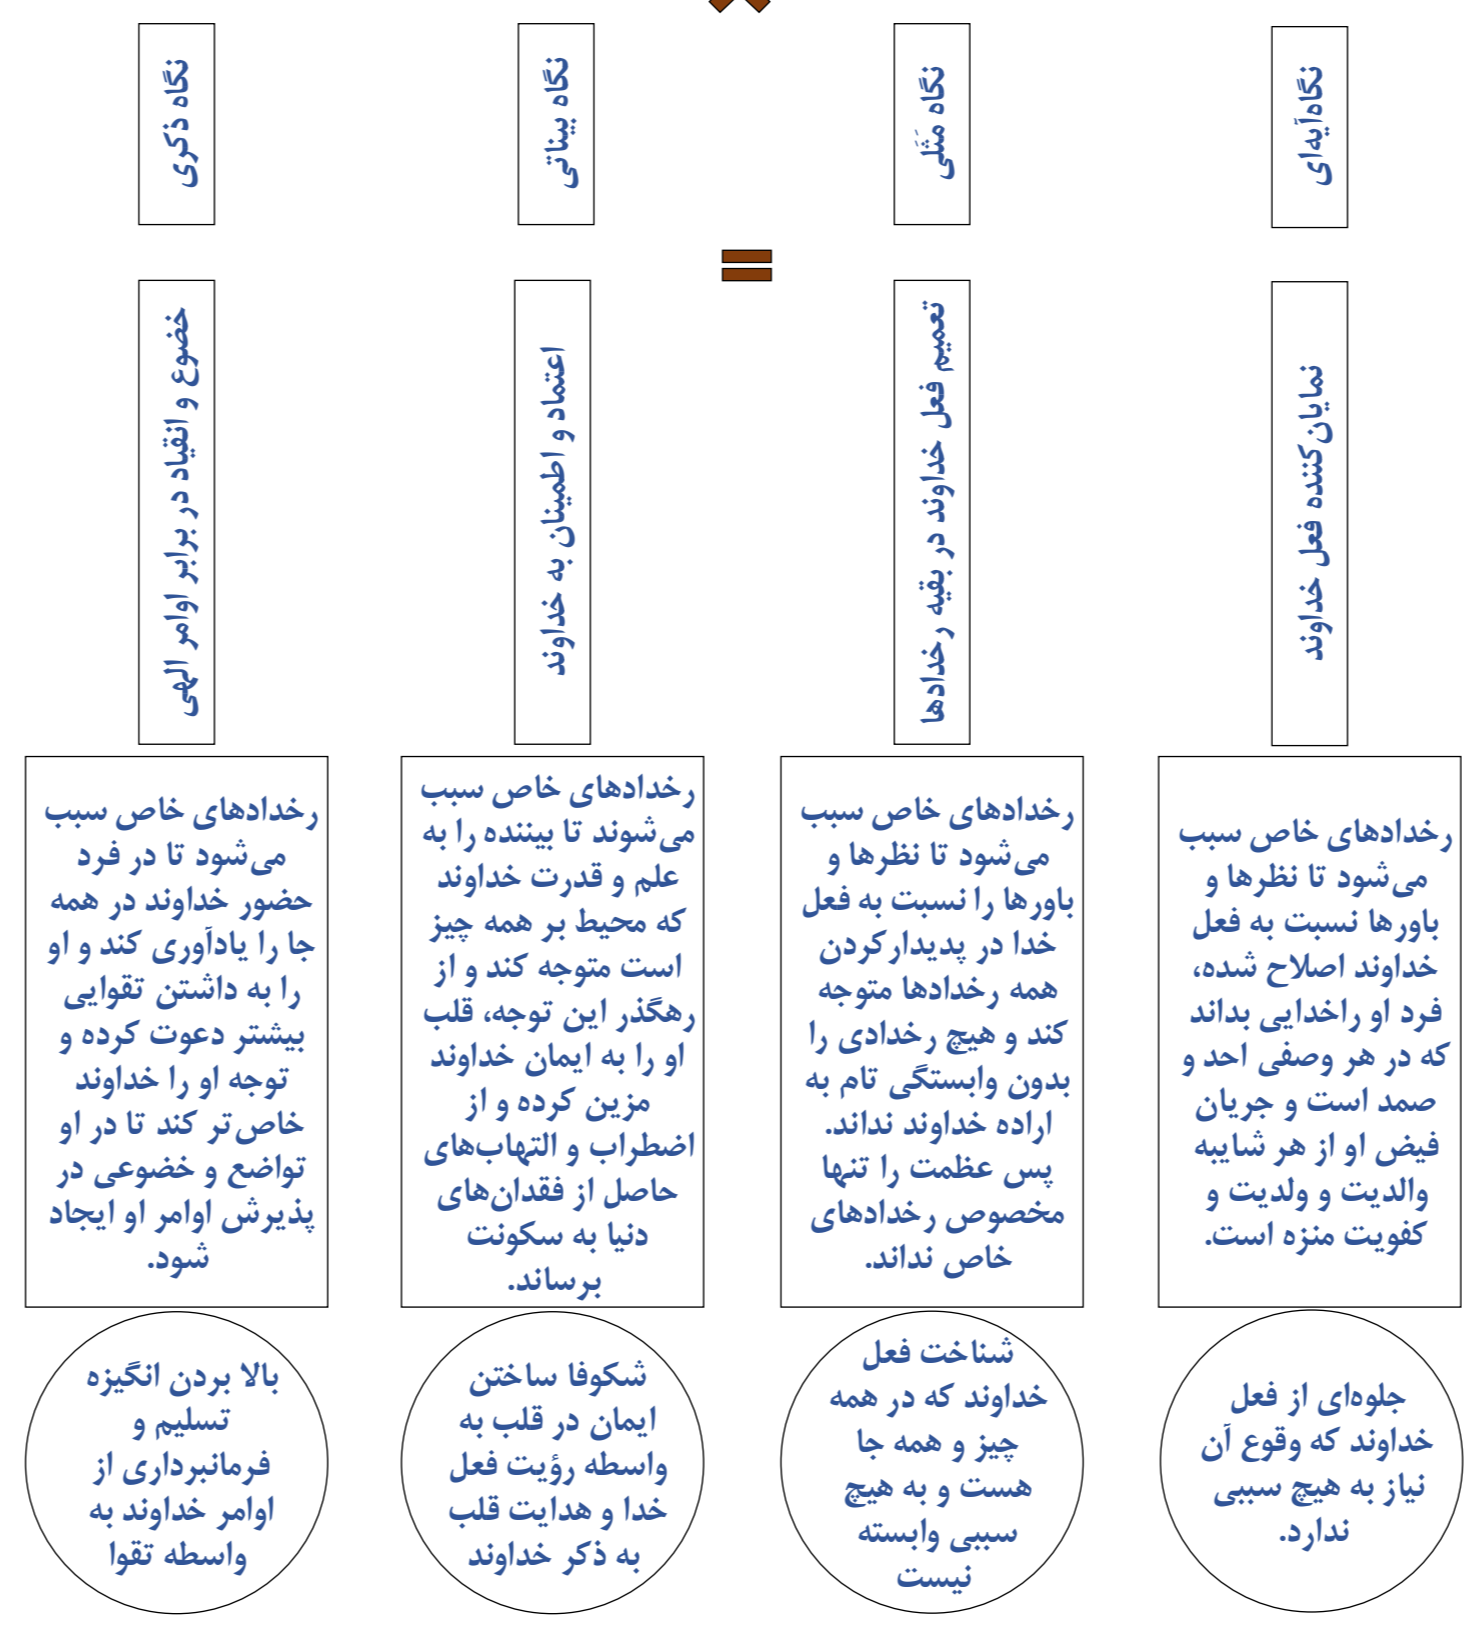 نگاه‌آیه‌ای
نگاه مَثَلی
نگاه بیناتی
نگاه ذکری
=
نمایان‌کننده فعل خداوند
تعمیم فعل خداوند در بقیه رخدادها
اعتماد و اطمینان به خداوند
خضوع و انقیاد در برابر اوامر الهی
رخدادهای خاص سبب
می‌شود تا نظرها و
باورها نسبت به فعل
خداوند اصلاح شده،
فرد او راخدایی بداند
که در هر وصفی احد و
صمد است و جریان
فیض او از هر شایبه
والدیت و ولدیت و
کفویت منزه است.
رخدادهای خاص سبب
می‌شود تا نظرها و
باورها را نسبت به فعل
خدا در پدیدارکردن
همه رخدادها متوجه
کند و هیچ رخدادی را
بدون وابستگی تام به
اراده خداوند نداند.
پس عظمت را تنها
مخصوص رخدادهای
خاص نداند.
رخدادهای خاص سبب
می‌شوند تا بیننده را به
علم و قدرت خداوند
که محیط بر همه چیز
است متوجه کند و از
رهگذر این توجه، قلب
او را به ایمان خداوند
مزین کرده و از
اضطراب و التهاب‌های
حاصل از فقدان‌های
دنیا به سکونت
برساند.
رخدادهای خاص سبب
می‌شود تا در فرد
حضور خداوند در همه
جا را یادآوری کند و او
را به داشتن تقوایی
بیشتر دعوت کرده و
توجه او را خداوند
خاص‌تر کند تا در او
تواضع و خضوعی در
پذیرش اوامر او ایجاد
شود.
جلوه‌ای از فعل
خداوند که وقوع آن
نیاز به هیچ سببی
ندارد.
شناخت فعل
خداوند که در همه
چیز و همه جا
هست و به هیچ
سببی وابسته
نیست
شکوفا ساختن
ایمان در قلب به
واسطه رؤیت فعل
خدا و هدایت قلب
به ذکر خداوند
بالا بردن انگیزه
تسلیم و
فرمانبرداری از
اوامر خداوند به
واسطه تقوا